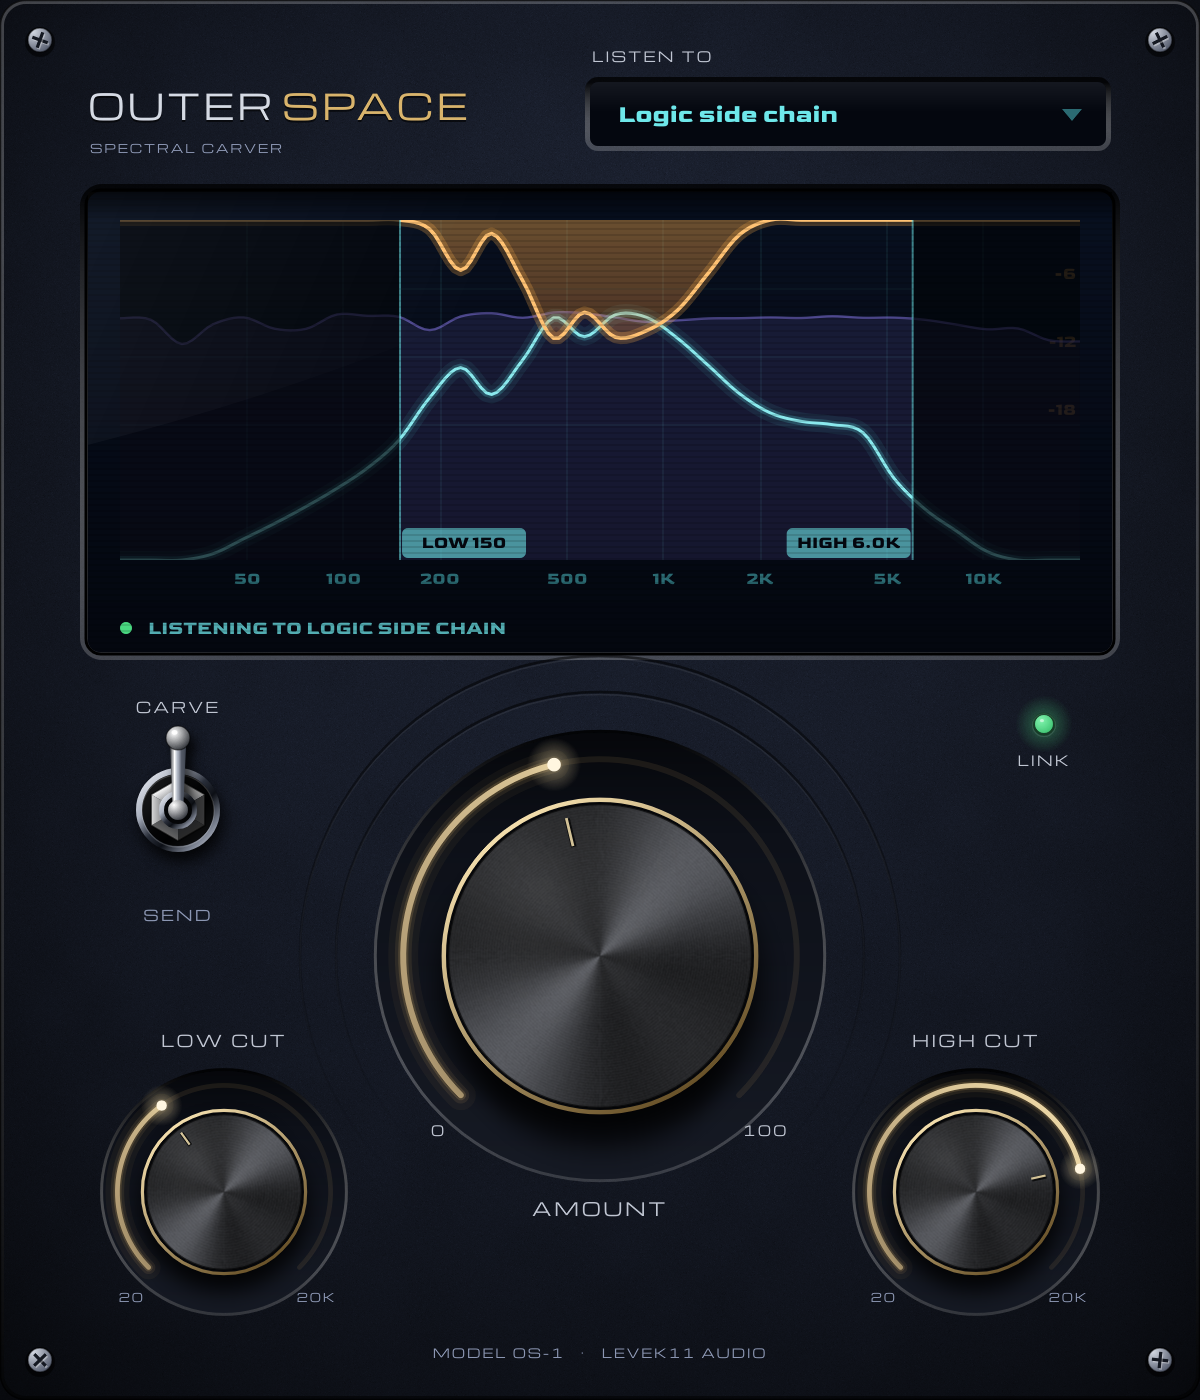 LISTEN TO
OUTER SPACE
SPECTRAL CARVER
Logic side chain
-6
-12
-18
LOW 150
HIGH 6.0K
50 100 200 500 1K 2K 5K 10K
LISTENING TO LOGIC SIDE CHAIN
CARVE
LINK
SEND
LOW CUT
HIGH CUT
0
100
AMOUNT
20
20K
20
20K
MODEL OS-1 · LEVEK11 AUDIO